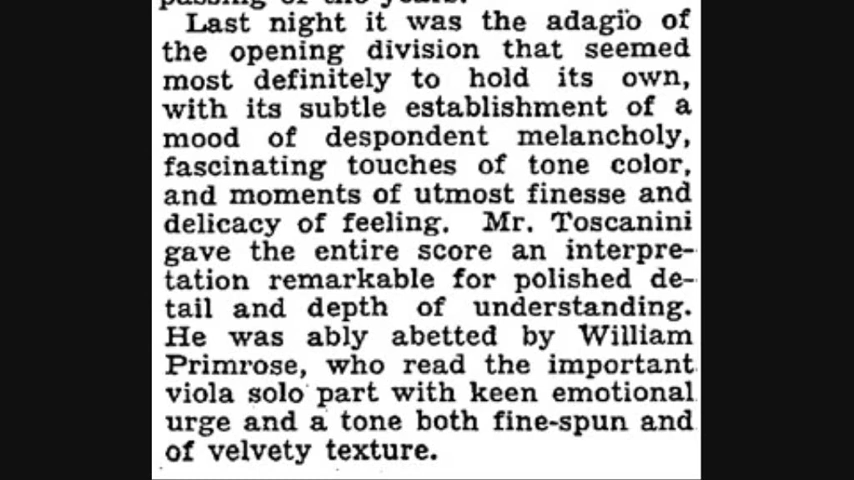 passing of the years.
Last night it was the adagio of
the opening division that seemed
most definitely to hold its own,
with its subtle establishment of a
mood of despondent melancholy,
fascinating touches of tone color,
and moments of utmost finesse and
delicacy of feeling. Mr. Toscanini
gave the entire score an interpre-
tation remarkable for polished de-
tail and depth of understanding.
He was ably abetted by William
Primrose, who read the important
viola solo part with keen emotional
urge and a tone both fine-spun and
of velvety texture.